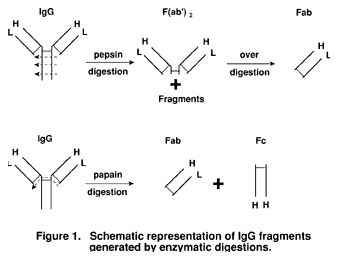 IgG F(ab')2 Fab
H H H
L L L
pepsin over
digestion digestion
+
Fragments
IgG Fab Fc
H H H
L L L
papain +
digestion
H H
Figure 1. Schematic representation of IgG fragments
generated by enzymatic digestions.